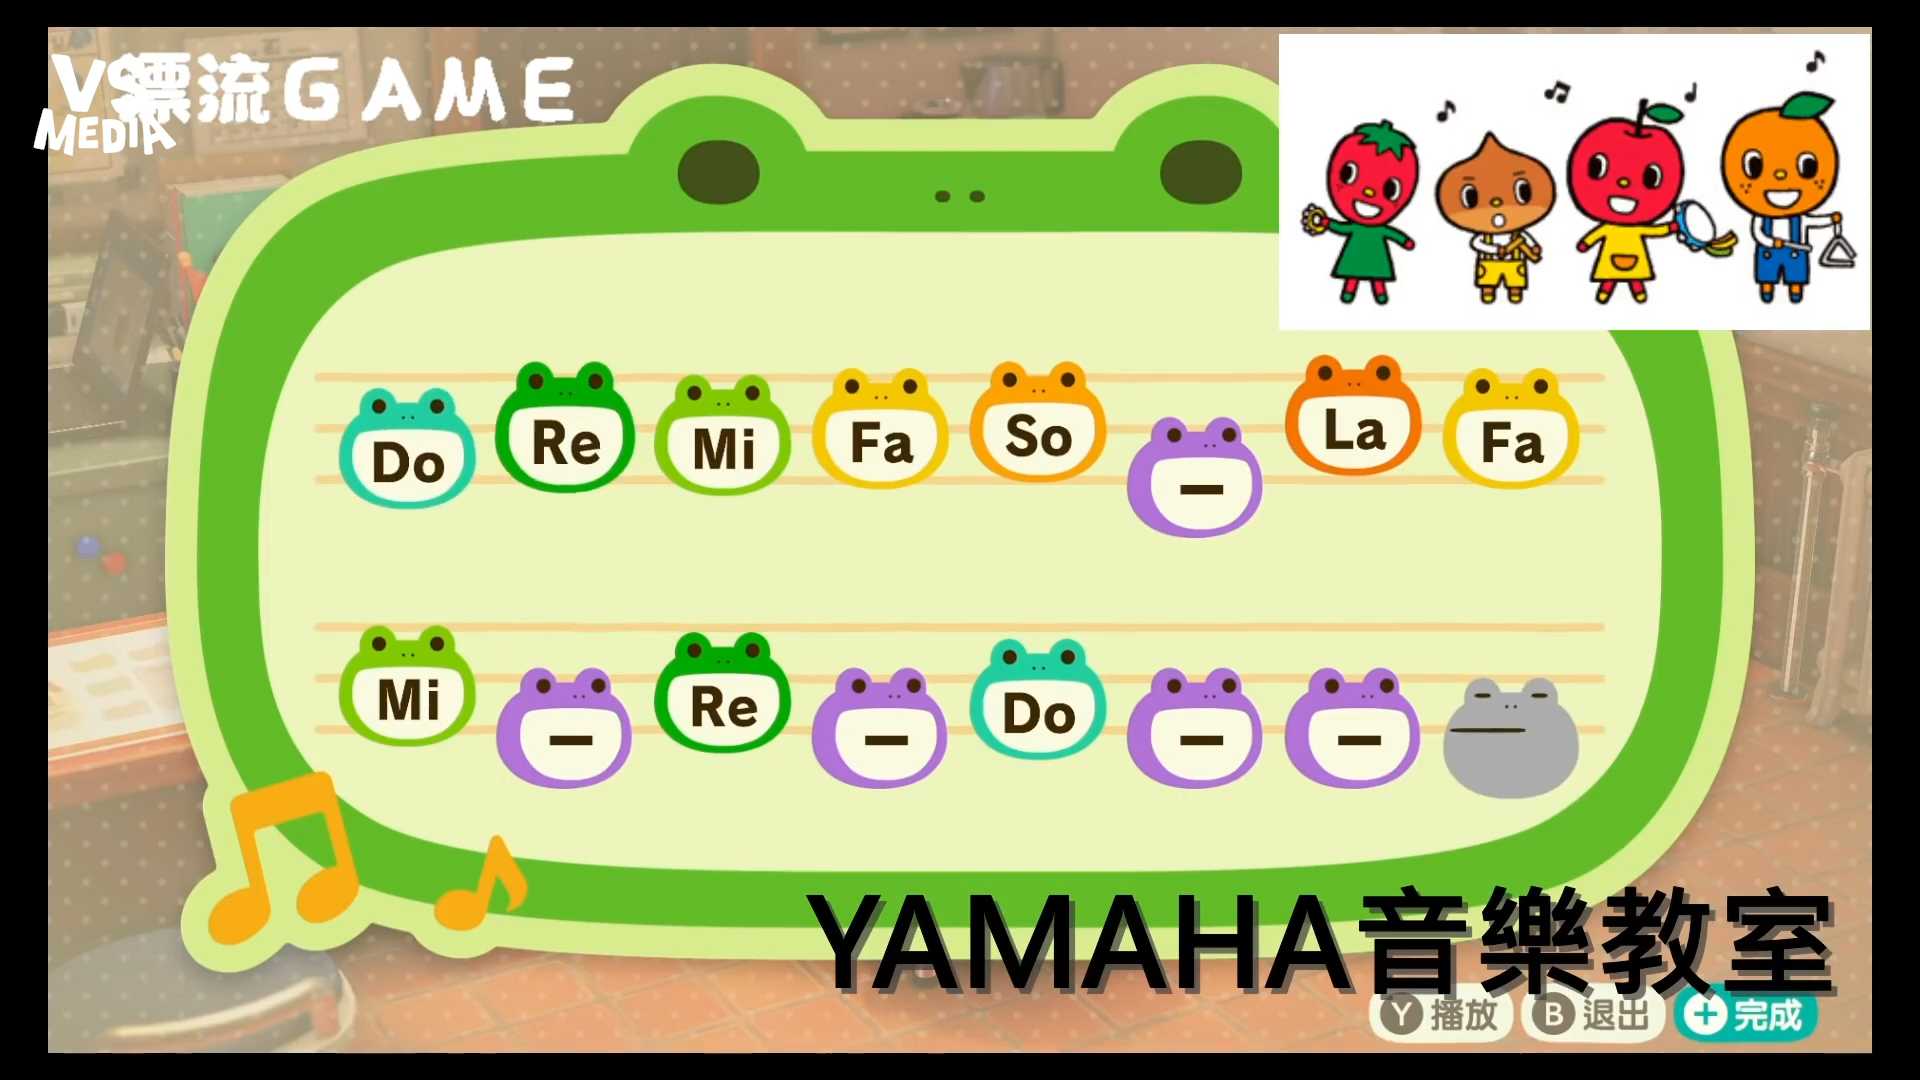 VS
MEDIA
漂流GAME
Do Re Mi Fa So – La Fa
Mi – Re – Do – –
YAMAHA音樂教室
Y 播放 B 退出 + 完成